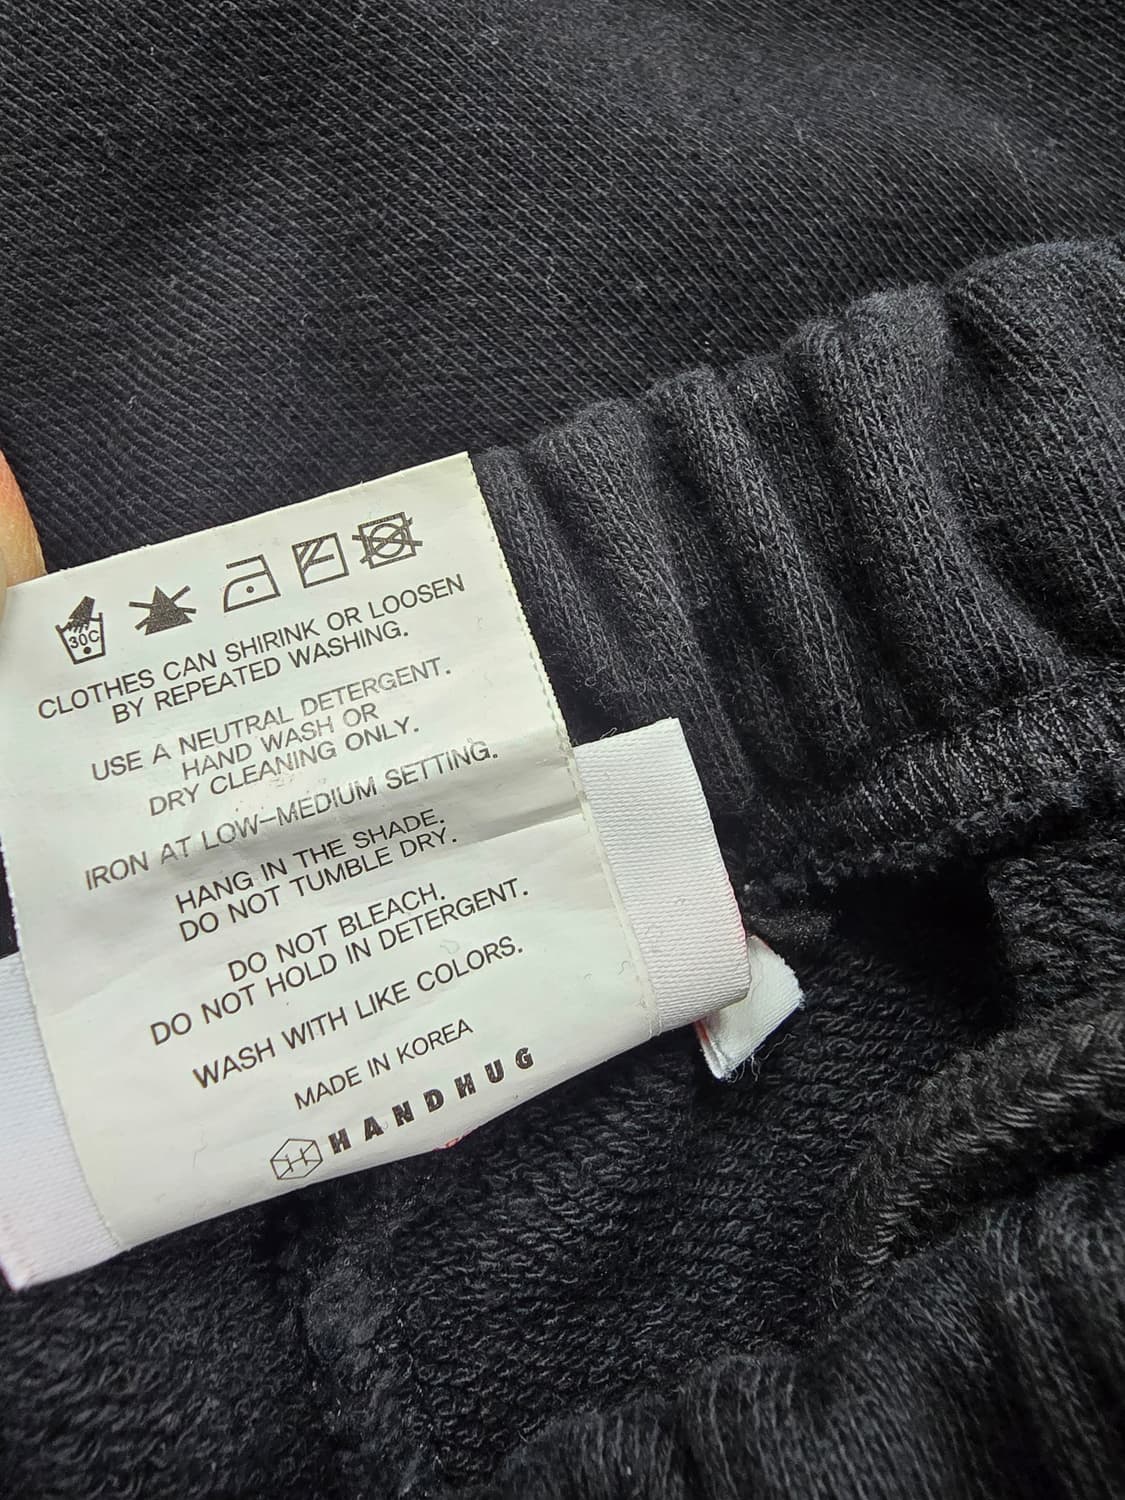 30C
CLOTHES CAN SHIRINK OR LOOSEN
BY REPEATED WASHING.
USE A NEUTRAL DETERGENT.
HAND WASH OR
DRY CLEANING ONLY.
IRON AT LOW-MEDIUM SETTING.
HANG IN THE SHADE.
DO NOT TUMBLE DRY.
DO NOT BLEACH.
DO NOT HOLD IN DETERGENT.
WASH WITH LIKE COLORS.
MADE IN KOREA
H HANDHUG